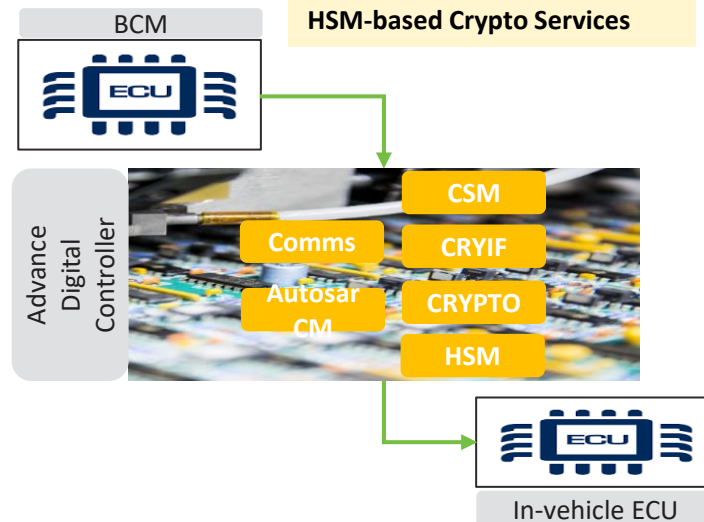 BCM
HSM-based Crypto Services
ECU
Advance
Digital
Controller
CSM
Comms
CRYIF
Autosar
CM
CRYPTO
HSM
ECU
In-vehicle ECU